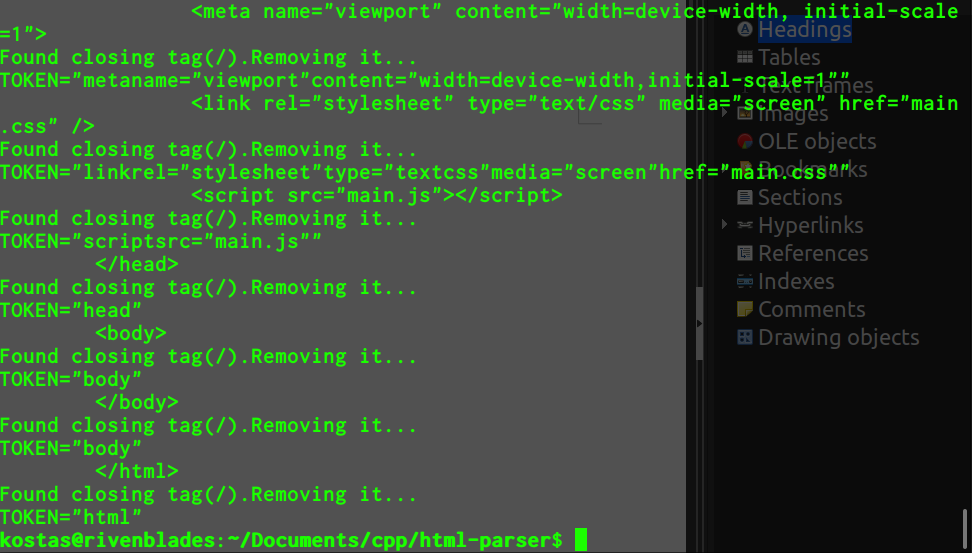 <meta name="viewport" content="width=device-width, initial-scale
=1">
Found closing tag(/).Removing it...
TOKEN="metaname="viewport"content="width=device-width,initial-scale=1""
<link rel="stylesheet" type="text/css" media="screen" href="main
.css" />
Found closing tag(/).Removing it...
TOKEN="linkrel="stylesheet"type="textcss"media="screen"href="main.css""
<script src="main.js"></script>
Found closing tag(/).Removing it...
TOKEN="scriptsrc="main.js""
</head>
Found closing tag(/).Removing it...
TOKEN="head"
<body>
Found closing tag(/).Removing it...
TOKEN="body"
</body>
Found closing tag(/).Removing it...
TOKEN="body"
</html>
Found closing tag(/).Removing it...
TOKEN="html"
kostas@rivenblades:~/Documents/cpp/html-parser$
Headings
Tables
Text frames
Images
OLE objects
Bookmarks
Sections
Hyperlinks
References
Indexes
Comments
Drawing objects